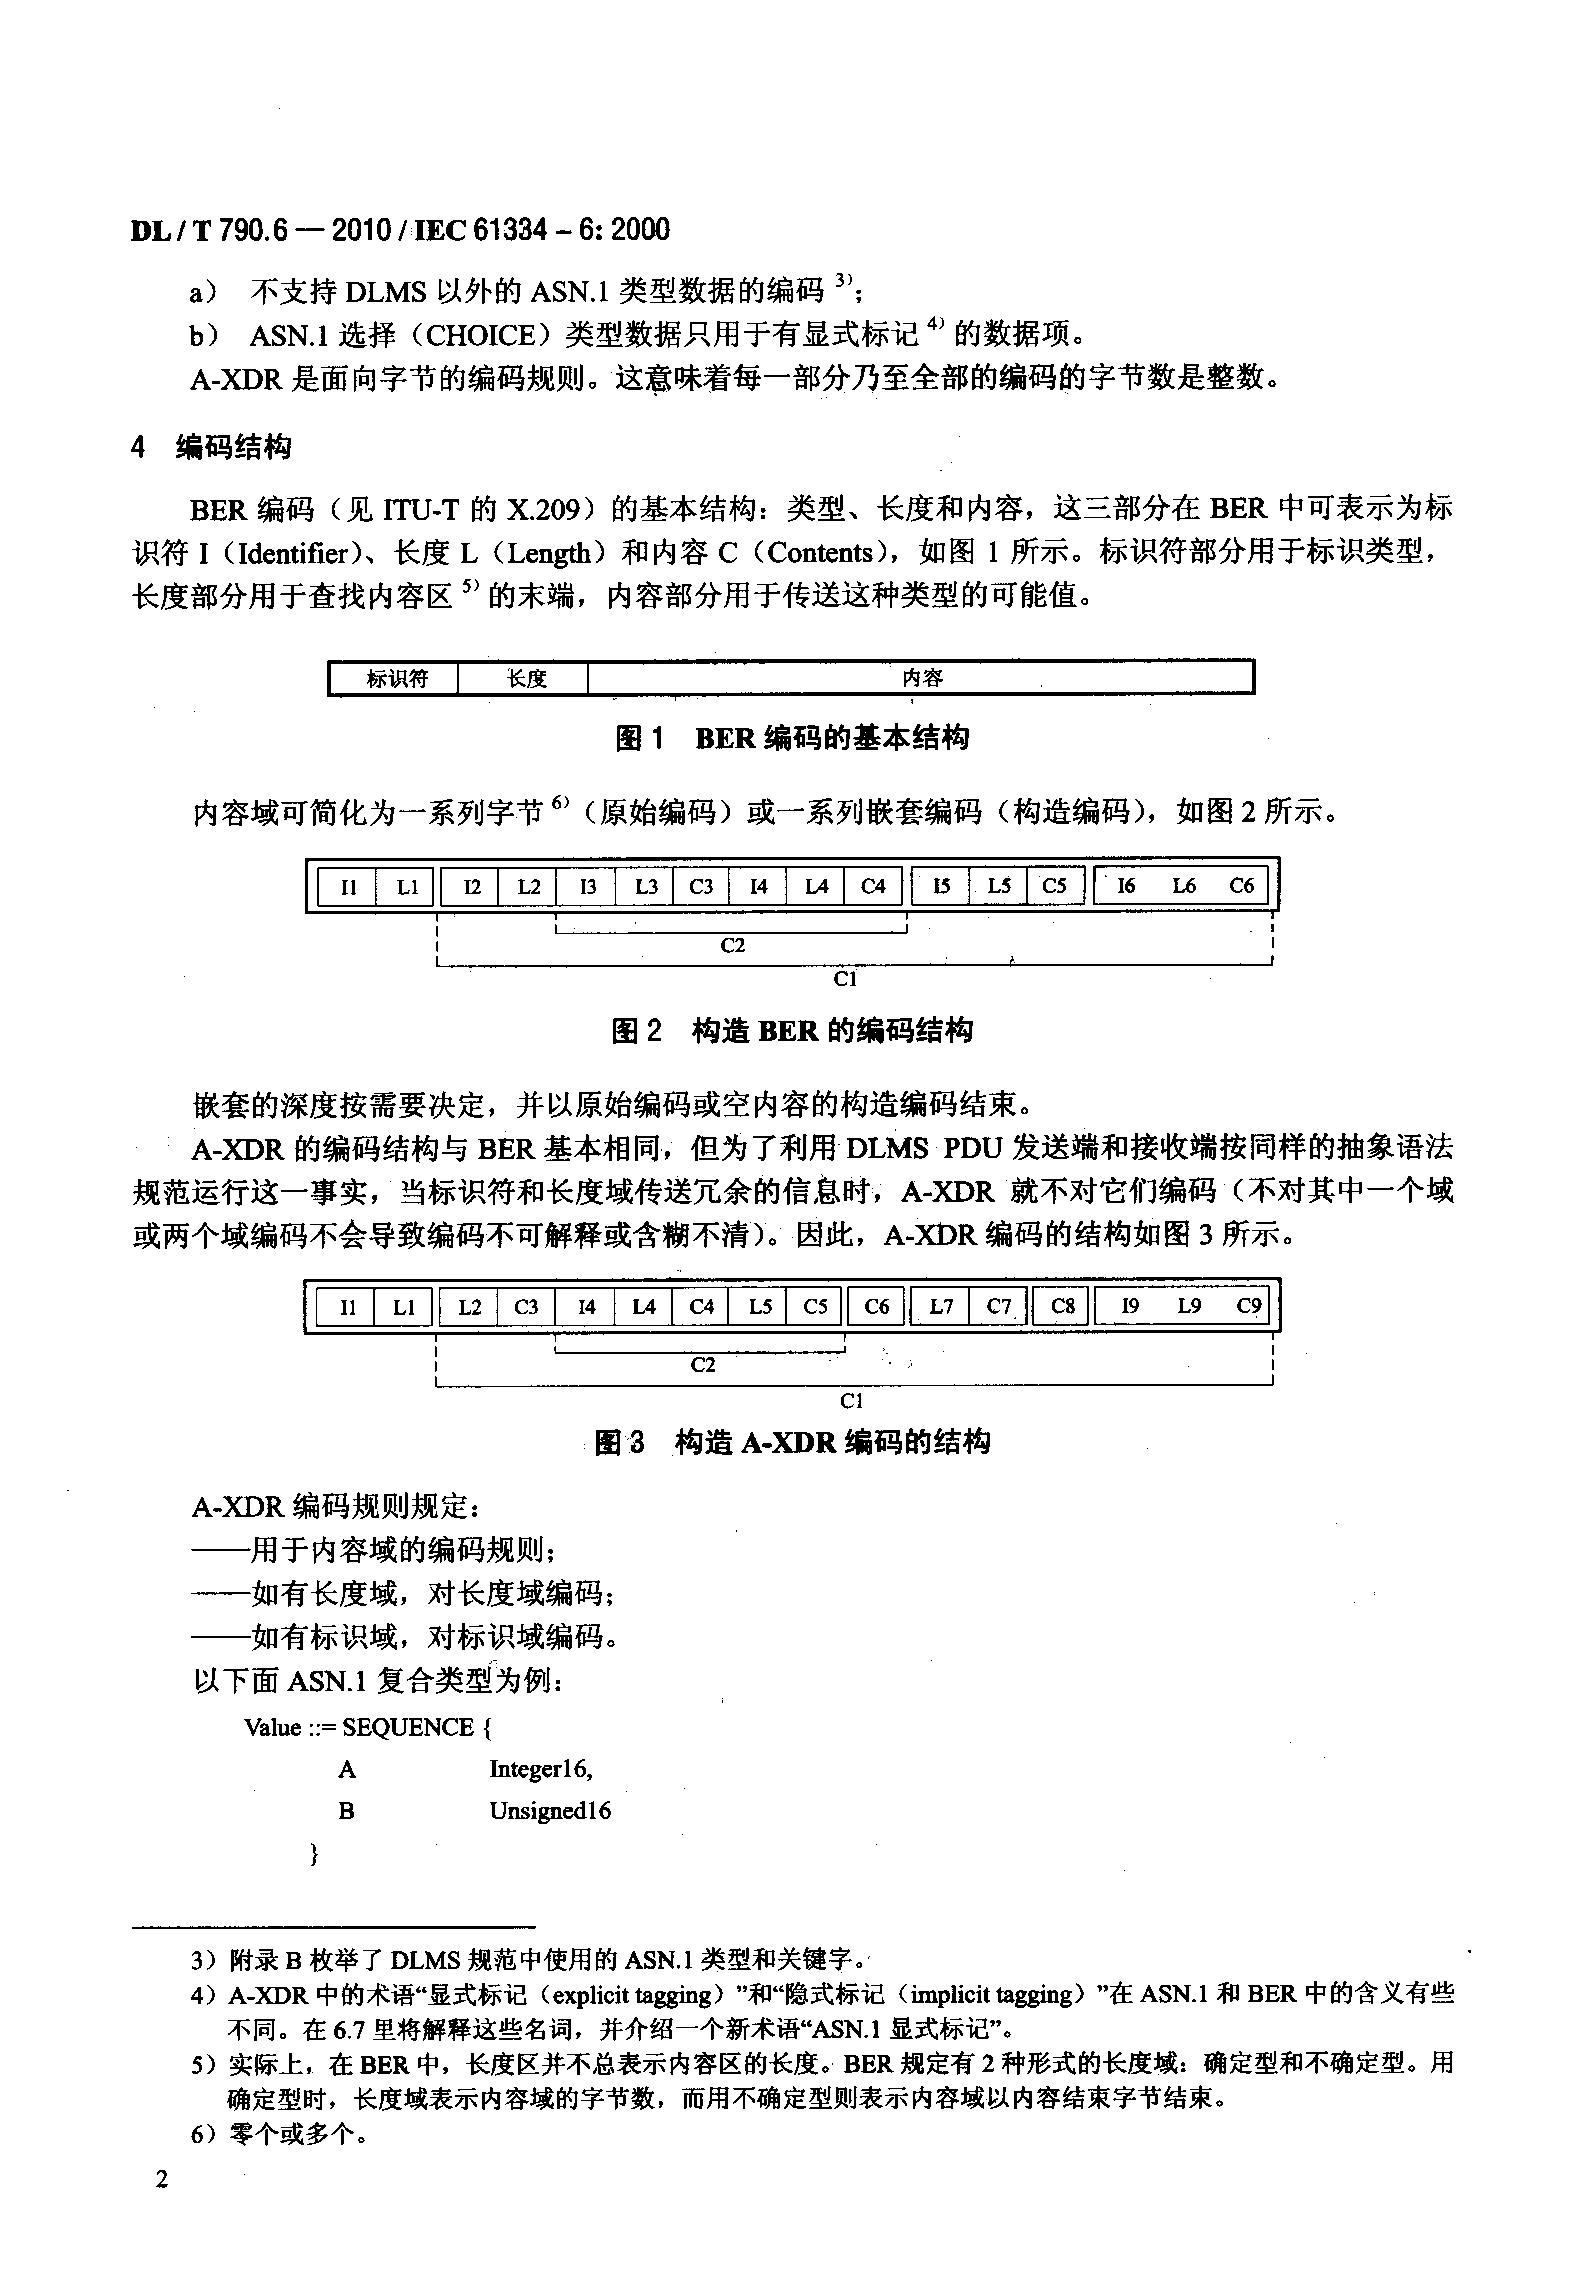 DL / T 790.6 — 2010 / IEC 61334 – 6: 2000
a） 不支持 DLMS 以外的 ASN.1 类型数据的编码 3）；
b） ASN.1 选择（CHOICE）类型数据只用于有显式标记 4）的数据项。
A-XDR 是面向字节的编码规则。这意味着每一部分乃至全部的编码的字节数是整数。
4 编码结构
BER 编码（见 ITU-T 的 X.209）的基本结构：类型、长度和内容，这三部分在 BER 中可表示为标
识符 I（Identifier）、长度 L（Length）和内容 C（Contents），如图 1 所示。标识符部分用于标识类型，
长度部分用于查找内容区 5）的末端，内容部分用于传送这种类型的可能值。
标识符 长度 内容
图 1 BER 编码的基本结构
内容域可简化为一系列字节 6）（原始编码）或一系列嵌套编码（构造编码），如图 2 所示。
I1 L1 I2 L2 I3 L3 C3 I4 L4 C4 I5 L5 C5 I6 L6 C6
C2
C1
图 2 构造 BER 的编码结构
嵌套的深度按需要决定，并以原始编码或空内容的构造编码结束。
A-XDR 的编码结构与 BER 基本相同，但为了利用 DLMS PDU 发送端和接收端按同样的抽象语法
规范运行这一事实，当标识符和长度域传送冗余的信息时，A-XDR 就不对它们编码（不对其中一个域
或两个域编码不会导致编码不可解释或含糊不清）。因此，A-XDR 编码的结构如图 3 所示。
I1 L1 L2 C3 I4 L4 C4 L5 C5 C6 L7 C7 C8 I9 L9 C9
C2
C1
图 3 构造 A-XDR 编码的结构
A-XDR 编码规则规定：
——用于内容域的编码规则；
——如有长度域，对长度域编码；
——如有标识域，对标识域编码。
以下面 ASN.1 复合类型为例：
Value ::= SEQUENCE {
A Integer16,
B Unsigned16
}
3）附录 B 枚举了 DLMS 规范中使用的 ASN.1 类型和关键字。
4）A-XDR 中的术语“显式标记（explicit tagging）”和“隐式标记（implicit tagging）”在 ASN.1 和 BER 中的含义有些
不同。在 6.7 里将解释这些名词，并介绍一个新术语“ASN.1 显式标记”。
5）实际上，在 BER 中，长度区并不总表示内容区的长度。BER 规定有 2 种形式的长度域：确定型和不确定型。用
确定型时，长度域表示内容域的字节数，而用不确定型则表示内容域以内容结束字节结束。
6）零个或多个。
2